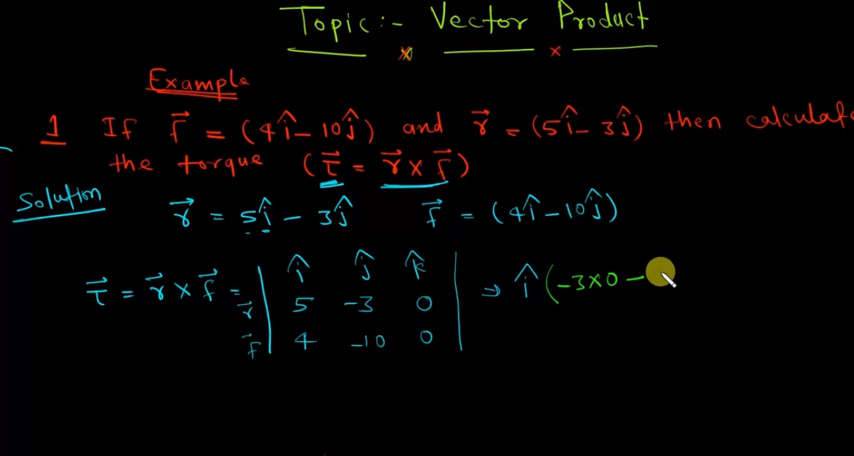 Topic:- Vector Product
Example
1 If F⃗ = (4î - 10ĵ) and r⃗ = (5î - 3ĵ) then calculate
the torque (τ⃗ = r⃗ × f⃗)
Solution
r⃗ = 5î - 3ĵ f⃗ = (4î - 10ĵ)
τ⃗ = r⃗ × f⃗ = | î ĵ k̂ | ⇒ î (-3×0 -
r⃗ 5 -3 0
f⃗ 4 -10 0